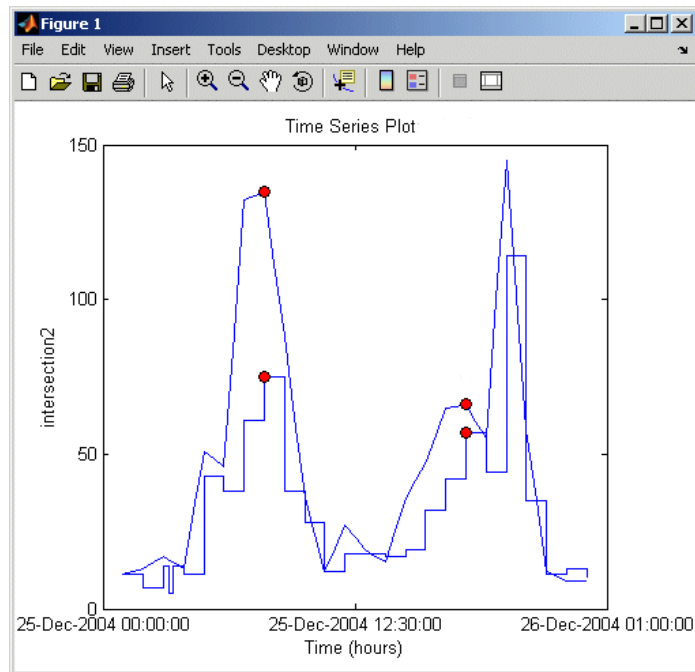 Figure 1
File Edit View Insert Tools Desktop Window Help
Time Series Plot
150
100
50
0
intersection2
25-Dec-2004 00:00:00 25-Dec-2004 12:30:00 26-Dec-2004 01:00:00
Time (hours)